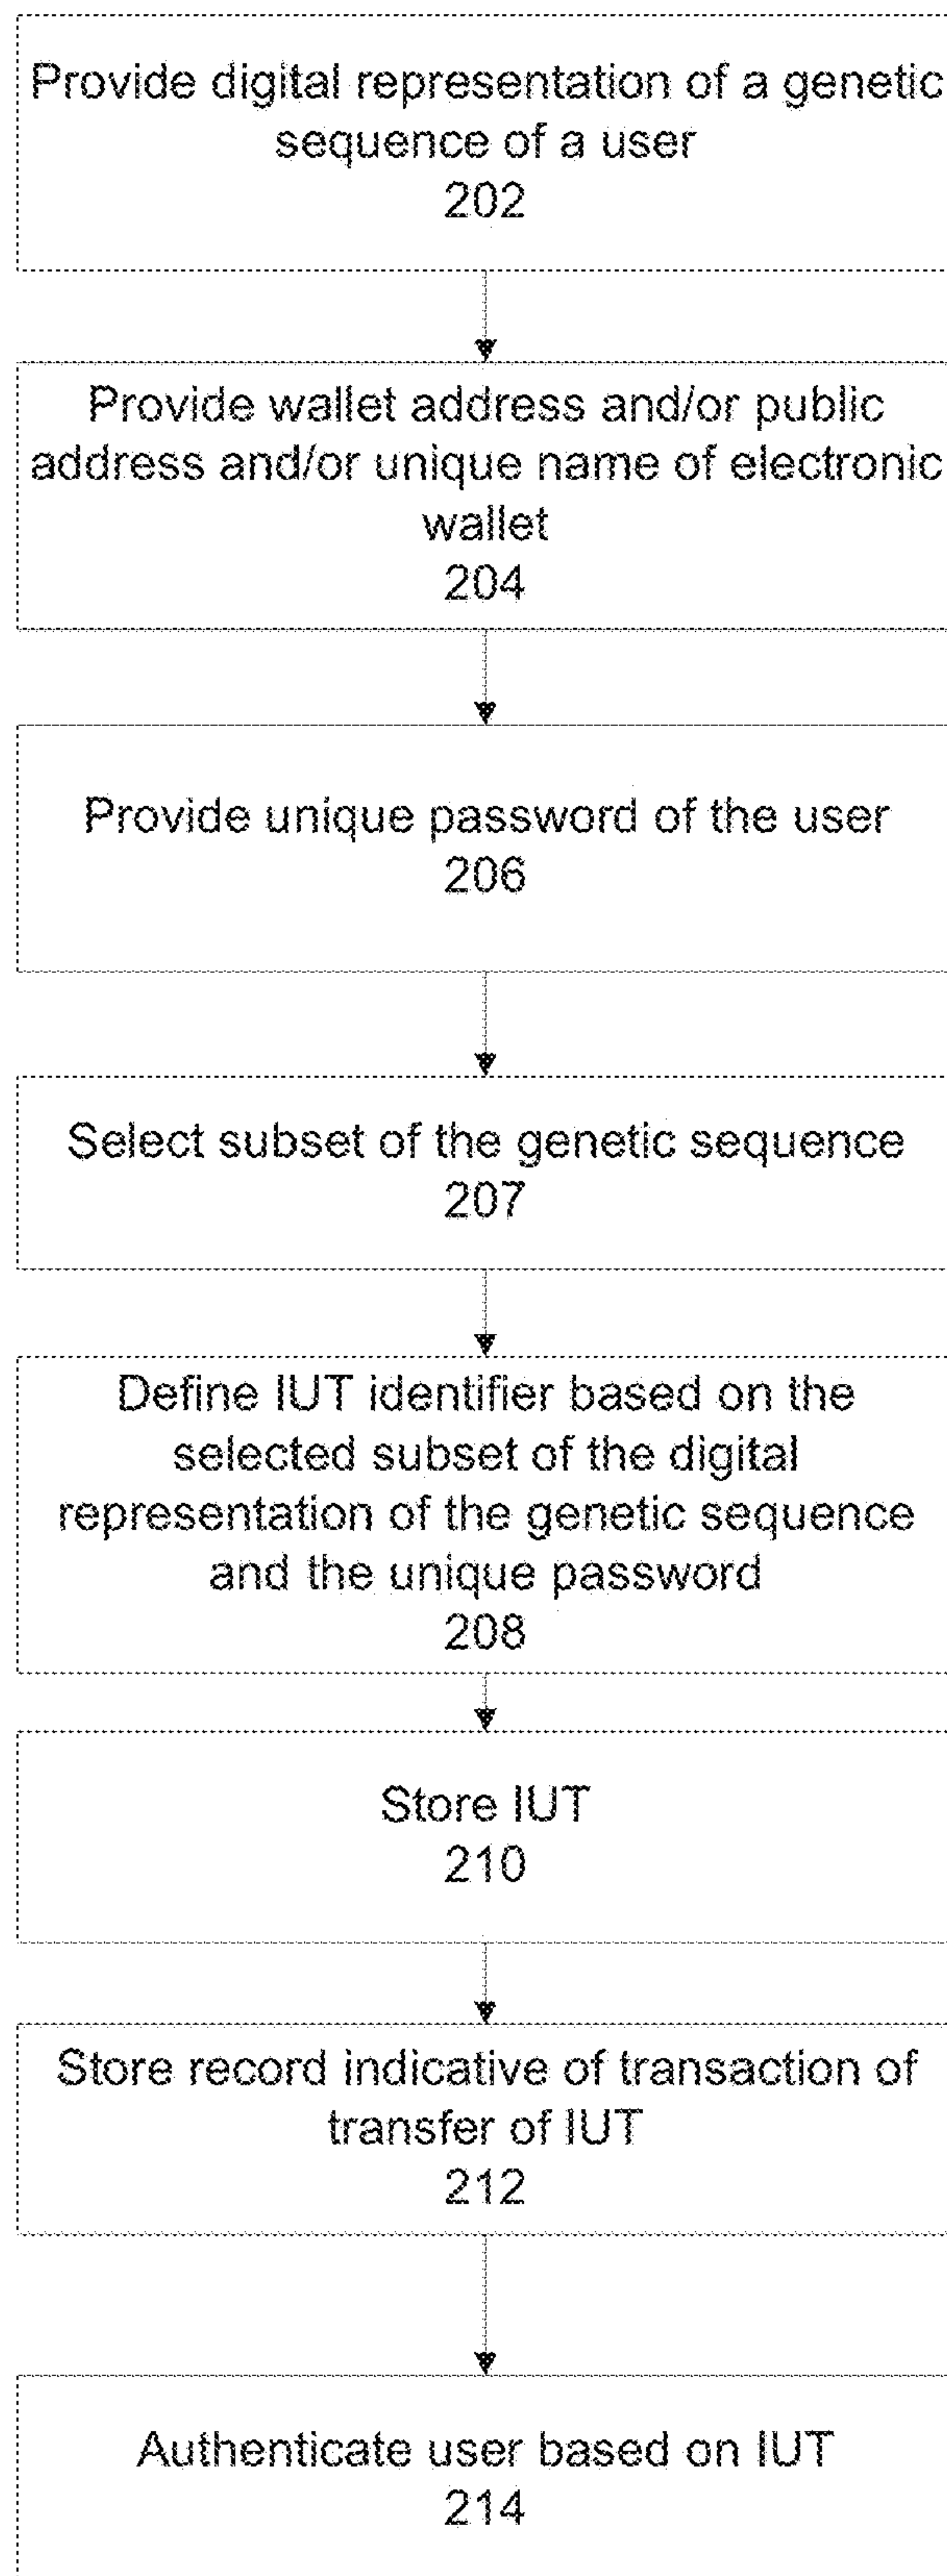 Provide digital representation of a genetic
sequence of a user
202
Provide wallet address and/or public
address and/or unique name of electronic
wallet
204
Provide unique password of the user
206
Select subset of the genetic sequence
207
Define IUT identifier based on the
selected subset of the digital
representation of the genetic sequence
and the unique password
208
Store IUT
210
Store record indicative of transaction of
transfer of IUT
212
Authenticate user based on IUT
214